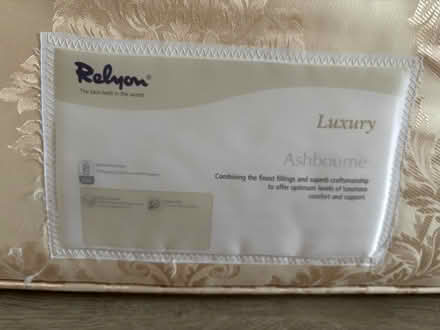 Relyon®
The best beds in the world
Luxury
Ashbourne
Combining the finest fillings and superb craftsmanship
to offer optimum levels of luxurious
comfort and support.